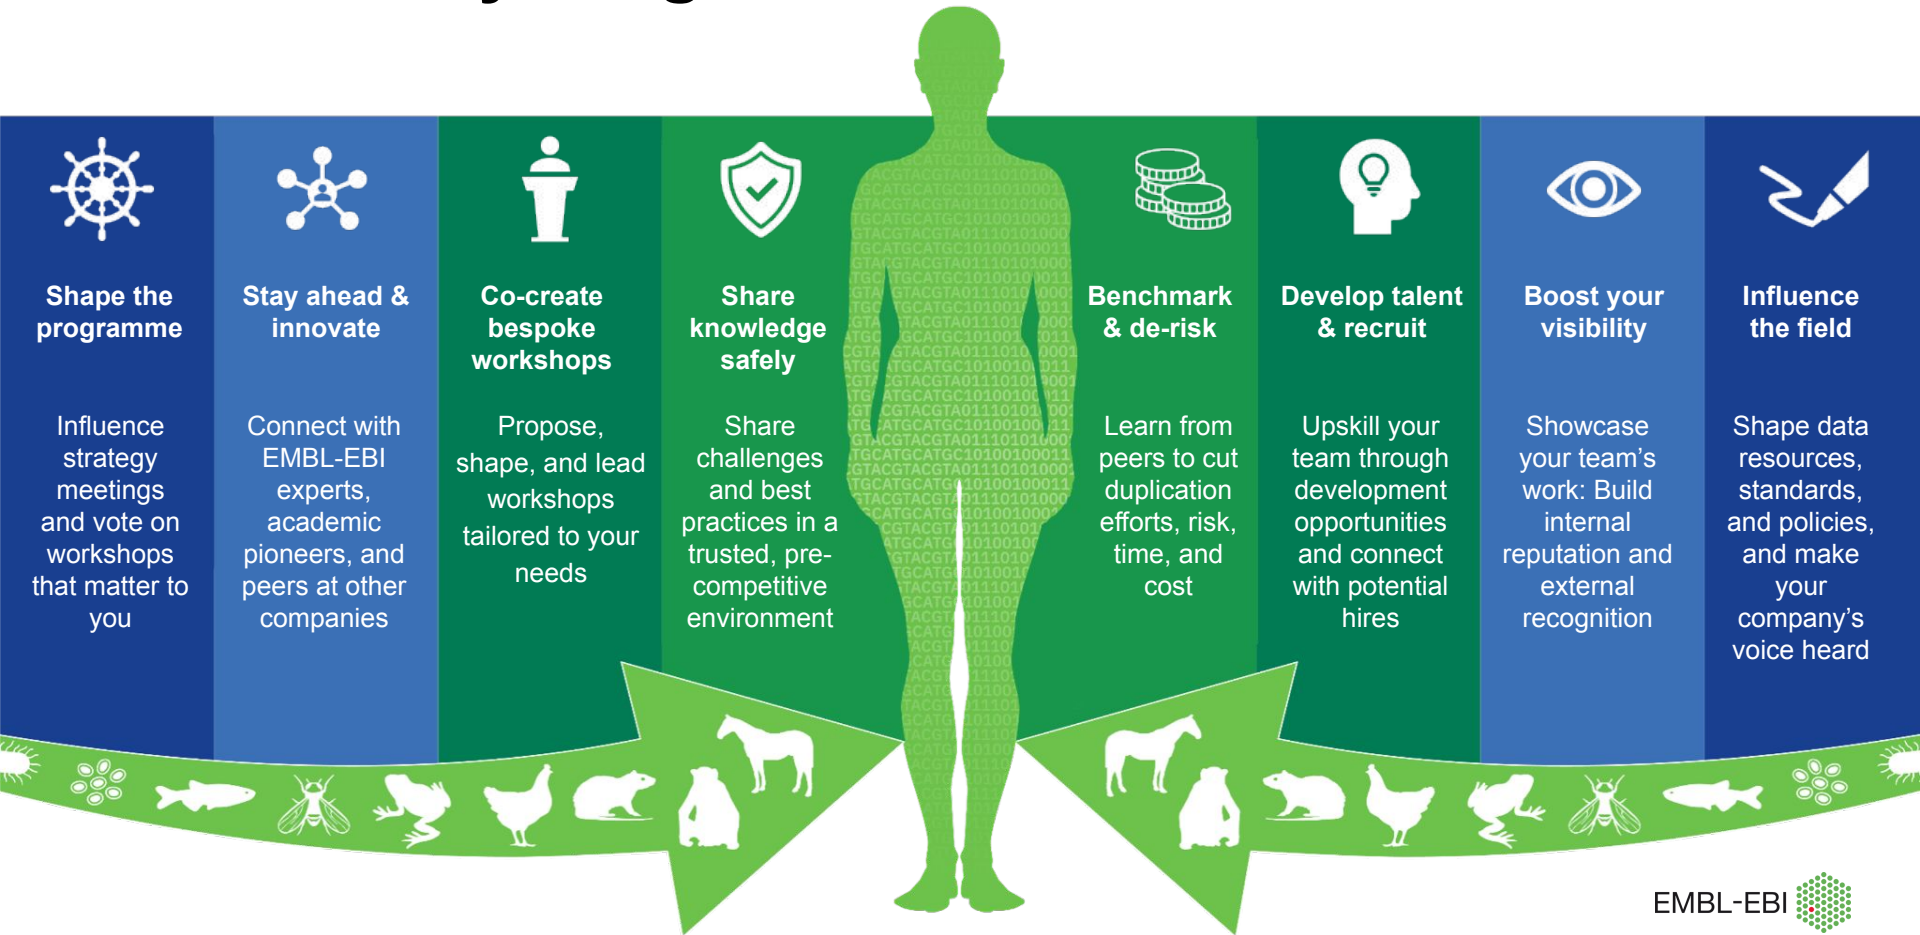 Shape the
programme
Influence
strategy
meetings
and vote on
workshops
that matter to
you
Stay ahead &
innovate
Connect with
EMBL-EBI
experts,
academic
pioneers, and
peers at other
companies
Co-create
bespoke
workshops
Propose,
shape, and lead
workshops
tailored to your
needs
Share
knowledge
safely
Share
challenges
and best
practices in a
trusted, pre-
competitive
environment
Benchmark
& de-risk
Learn from
peers to cut
duplication
efforts, risk,
time, and
cost
Develop talent
& recruit
Upskill your
team through
development
opportunities
and connect
with potential
hires
Boost your
visibility
Showcase
your team's
work: Build
internal
reputation and
external
recognition
Influence
the field
Shape data
resources,
standards,
and policies,
and make
your
company's
voice heard
EMBL-EBI